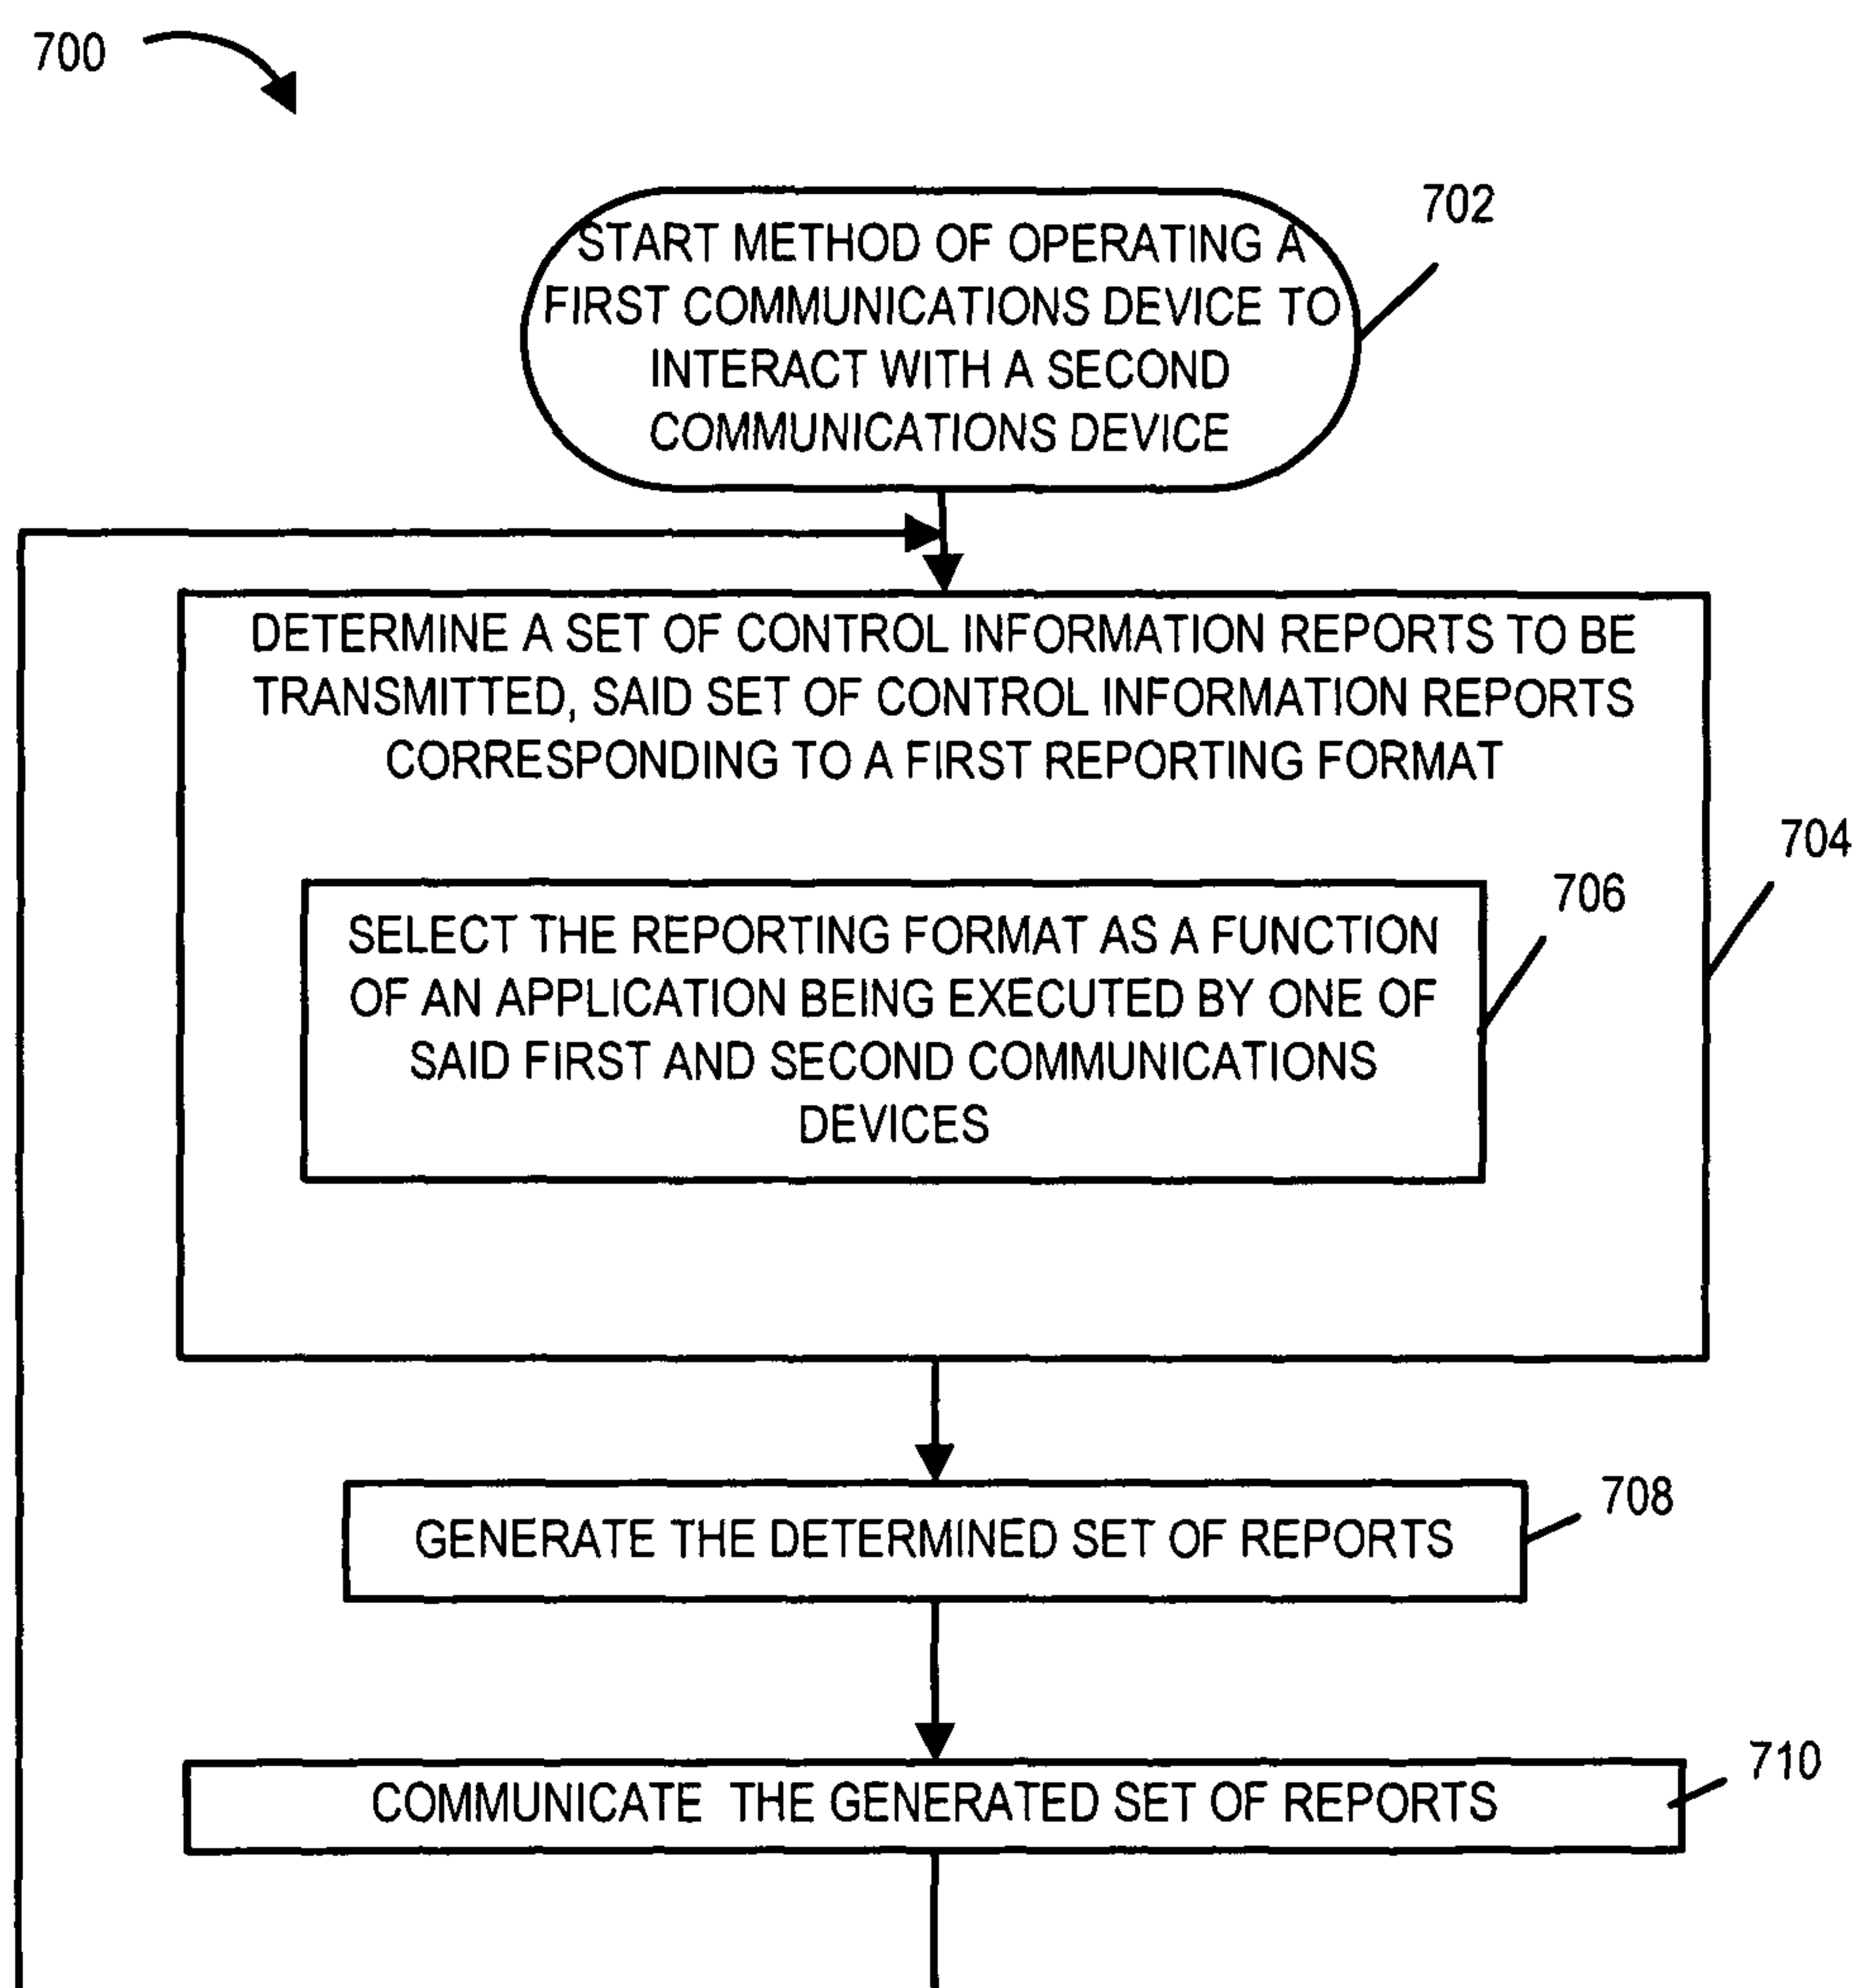 700
702
START METHOD OF OPERATING A
FIRST COMMUNICATIONS DEVICE TO
INTERACT WITH A SECOND
COMMUNICATIONS DEVICE
DETERMINE A SET OF CONTROL INFORMATION REPORTS TO BE
TRANSMITTED, SAID SET OF CONTROL INFORMATION REPORTS
CORRESPONDING TO A FIRST REPORTING FORMAT
704
706
SELECT THE REPORTING FORMAT AS A FUNCTION
OF AN APPLICATION BEING EXECUTED BY ONE OF
SAID FIRST AND SECOND COMMUNICATIONS
DEVICES
708
GENERATE THE DETERMINED SET OF REPORTS
710
COMMUNICATE THE GENERATED SET OF REPORTS